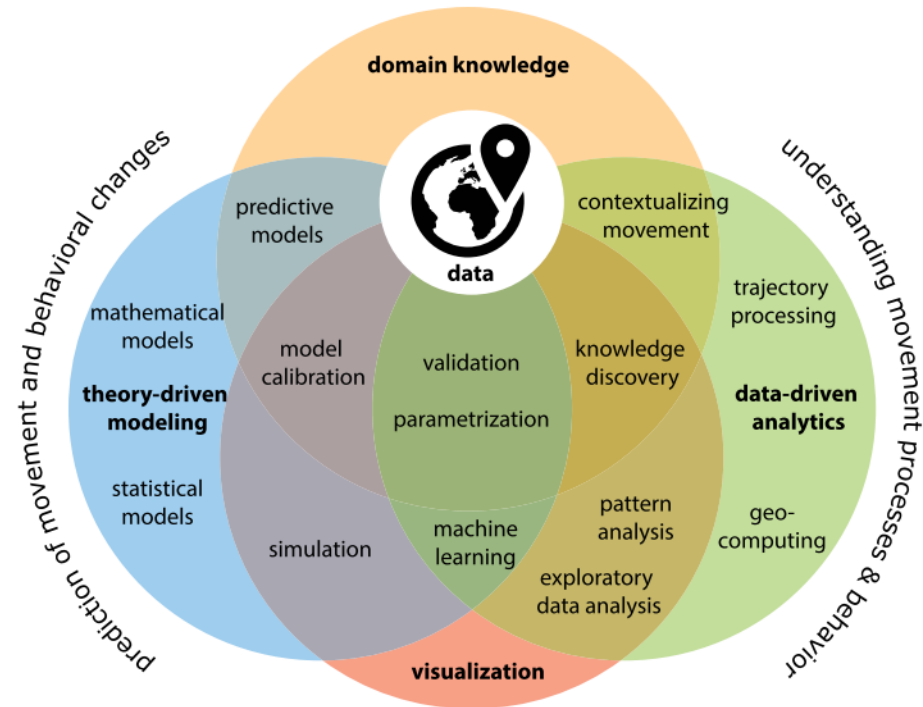 domain knowledge
prediction of movement and behavioral changes
understanding movement processes & behavior
predictive
models
contextualizing
movement
data
trajectory
processing
mathematical
models
model
calibration
validation
parametrization
knowledge
discovery
theory-driven
modeling
data-driven
analytics
statistical
models
simulation
machine
learning
pattern
analysis
exploratory
data analysis
geo-
computing
visualization